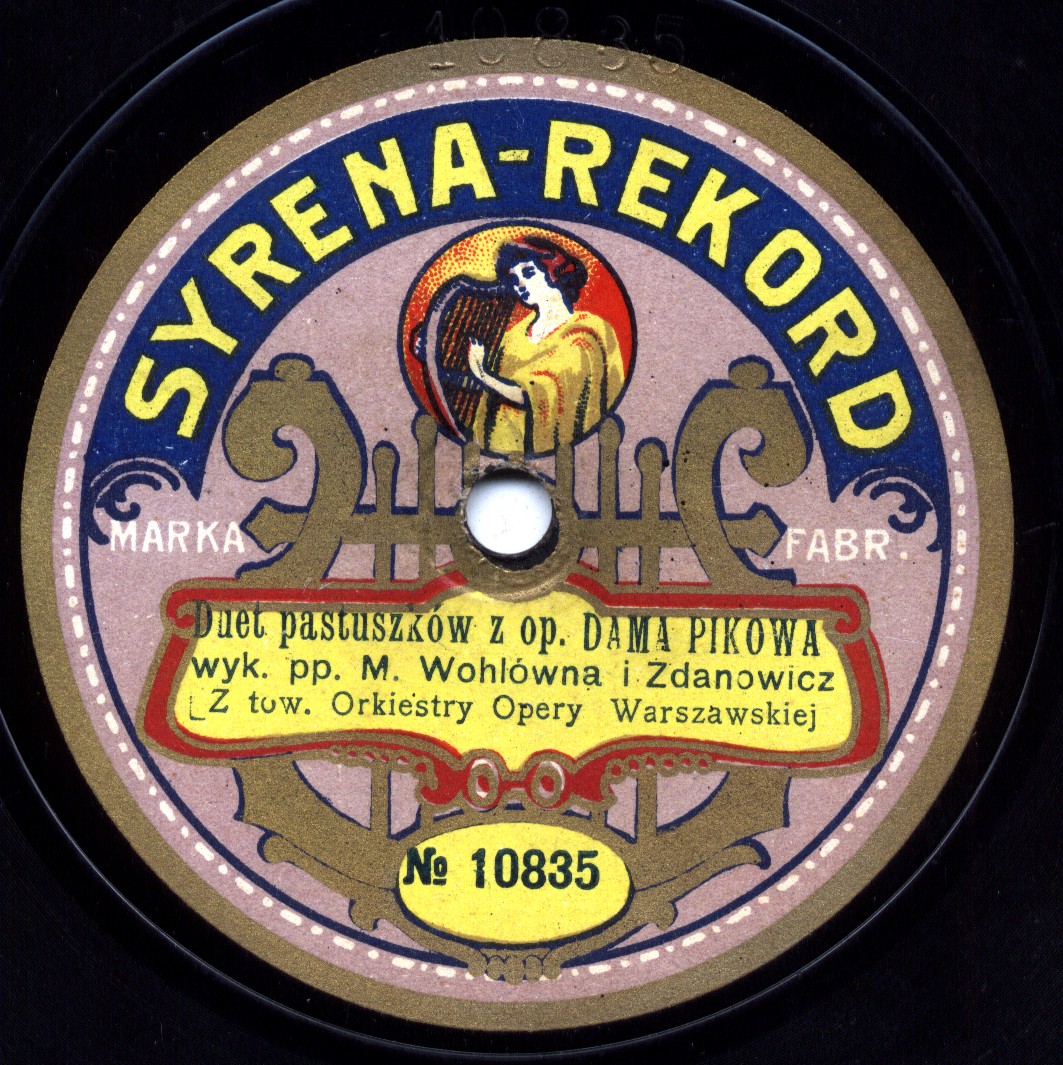 10835
SYRENA-REKORD
MARKA FABR.
Duet pastuszków z op. DAMA PIKOWA
wyk. pp. M. Wohlówna i Zdanowicz
Z tow. Orkiestry Opery Warszawskiej
№ 10835